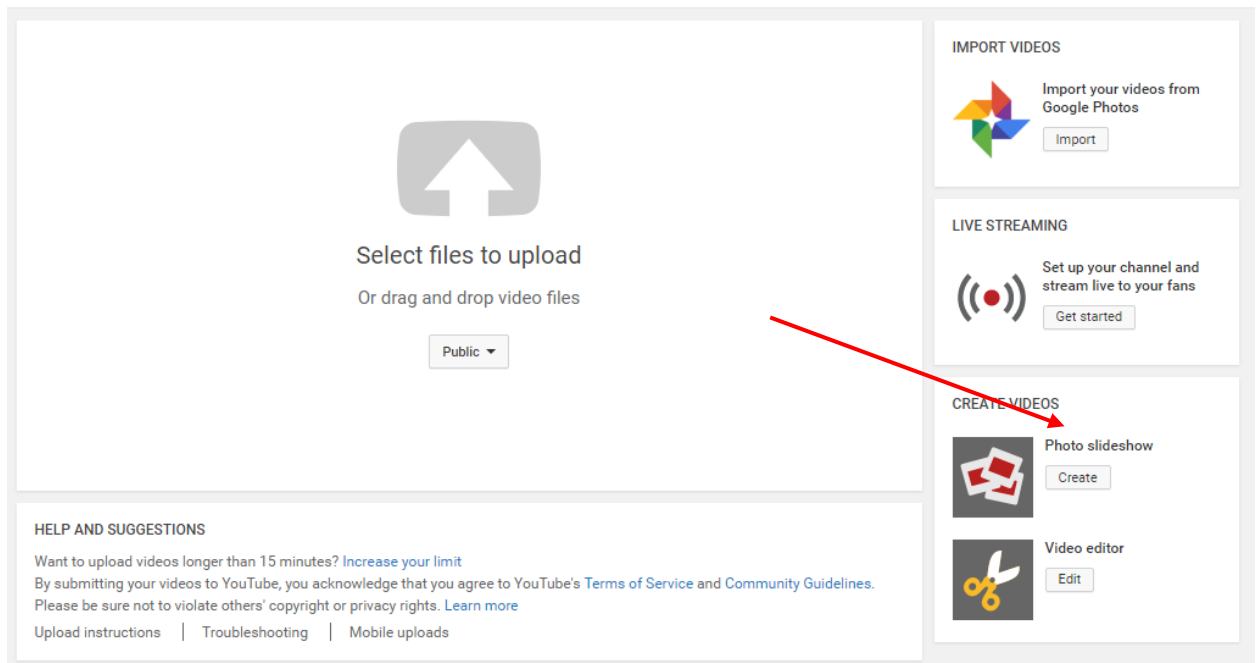 Select files to upload
Or drag and drop video files
Public
HELP AND SUGGESTIONS
Want to upload videos longer than 15 minutes? Increase your limit
By submitting your videos to YouTube, you acknowledge that you agree to YouTube's Terms of Service and Community Guidelines.
Please be sure not to violate others' copyright or privacy rights. Learn more
Upload instructions | Troubleshooting | Mobile uploads
IMPORT VIDEOS
Import your videos from
Google Photos
Import
LIVE STREAMING
Set up your channel and
stream live to your fans
Get started
CREATE VIDEOS
Photo slideshow
Create
Video editor
Edit